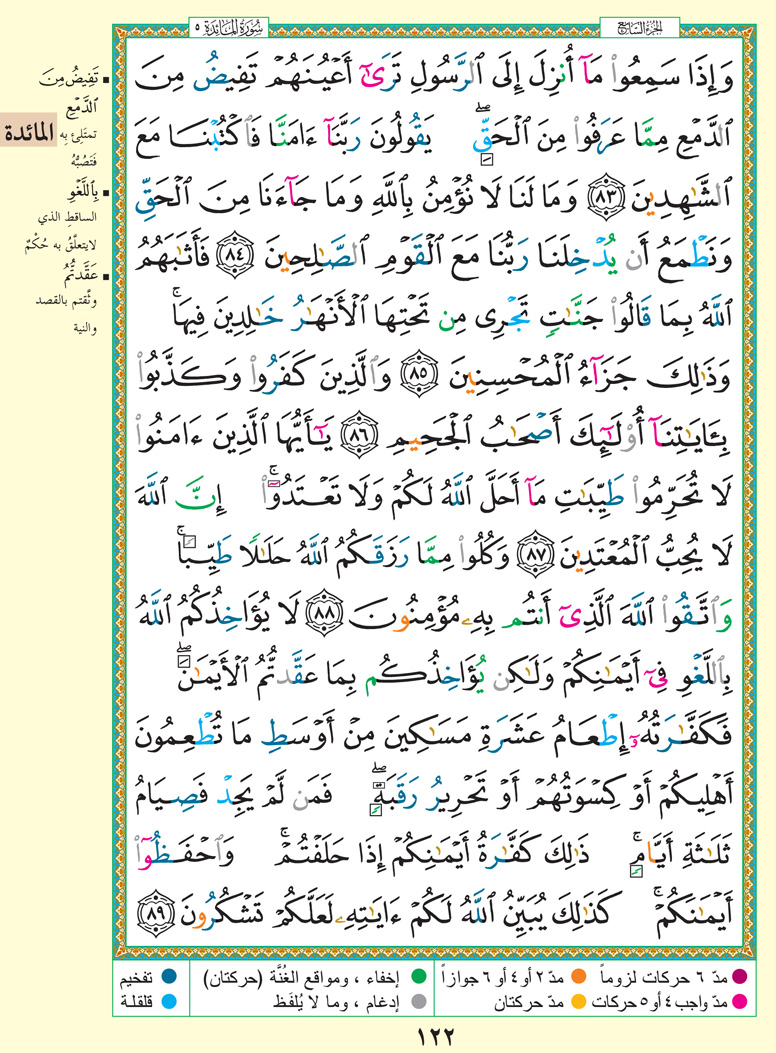 الجزء السابع
سورة المائدة ٥
وَإِذَا سَمِعُوا۟ مَآ أُنزِلَ إِلَى ٱلرَّسُولِ تَرَىٰٓ أَعْيُنَهُمْ تَفِيضُ مِنَ
ٱلدَّمْعِ مِمَّا عَرَفُوا۟ مِنَ ٱلْحَقِّ ۖ يَقُولُونَ رَبَّنَآ ءَامَنَّا فَٱكْتُبْنَا مَعَ
ٱلشَّٰهِدِينَ ٨٣ وَمَا لَنَا لَا نُؤْمِنُ بِٱللَّهِ وَمَا جَآءَنَا مِنَ ٱلْحَقِّ
وَنَطْمَعُ أَن يُدْخِلَنَا رَبُّنَا مَعَ ٱلْقَوْمِ ٱلصَّٰلِحِينَ ٨٤ فَأَثَٰبَهُمُ
ٱللَّهُ بِمَا قَالُوا۟ جَنَّٰتٍ تَجْرِى مِن تَحْتِهَا ٱلْأَنْهَٰرُ خَٰلِدِينَ فِيهَا ۚ
وَذَٰلِكَ جَزَآءُ ٱلْمُحْسِنِينَ ٨٥ وَٱلَّذِينَ كَفَرُوا۟ وَكَذَّبُوا۟
بِـَٔايَٰتِنَآ أُو۟لَٰٓئِكَ أَصْحَٰبُ ٱلْجَحِيمِ ٨٦ يَٰٓأَيُّهَا ٱلَّذِينَ ءَامَنُوا۟
لَا تُحَرِّمُوا۟ طَيِّبَٰتِ مَآ أَحَلَّ ٱللَّهُ لَكُمْ وَلَا تَعْتَدُوٓا۟ ۚ إِنَّ ٱللَّهَ
لَا يُحِبُّ ٱلْمُعْتَدِينَ ٨٧ وَكُلُوا۟ مِمَّا رَزَقَكُمُ ٱللَّهُ حَلَٰلًا طَيِّبًا ۚ
وَٱتَّقُوا۟ ٱللَّهَ ٱلَّذِىٓ أَنتُم بِهِۦ مُؤْمِنُونَ ٨٨ لَا يُؤَاخِذُكُمُ ٱللَّهُ
بِٱللَّغْوِ فِىٓ أَيْمَٰنِكُمْ وَلَٰكِن يُؤَاخِذُكُم بِمَا عَقَّدتُّمُ ٱلْأَيْمَٰنَ ۖ
فَكَفَّٰرَتُهُۥٓ إِطْعَامُ عَشَرَةِ مَسَٰكِينَ مِنْ أَوْسَطِ مَا تُطْعِمُونَ
أَهْلِيكُمْ أَوْ كِسْوَتُهُمْ أَوْ تَحْرِيرُ رَقَبَةٍ ۖ فَمَن لَّمْ يَجِدْ فَصِيَامُ
ثَلَٰثَةِ أَيَّامٍ ۚ ذَٰلِكَ كَفَّٰرَةُ أَيْمَٰنِكُمْ إِذَا حَلَفْتُمْ ۚ وَٱحْفَظُوٓا۟
أَيْمَٰنَكُمْ ۚ كَذَٰلِكَ يُبَيِّنُ ٱللَّهُ لَكُمْ ءَايَٰتِهِۦ لَعَلَّكُمْ تَشْكُرُونَ ٨٩
▪ تَفِيضُ مِنَ
ٱلدَّمْعِ
تمتَلِئ بِه
فَتَصُبُّه
▪ بِٱللَّغْوِ
الساقطِ الذي
لا يتعلَّقُ به حُكْمٌ
▪ عَقَّدتُّمُ
وثَّقتم بالقصد
والنية
المائدة
مدّ ٦ حركات لزوماً
مدّ ٢ أو ٤ أو ٦ جوازاً
إخفاء ، ومواقع الغُنَّة (حركتان)
تفخيم
مدّ واجب ٤ أو ٥ حركات
مدّ حركتان
إدغام ، وما لا يُلفَظ
قلقلة
١٢٢